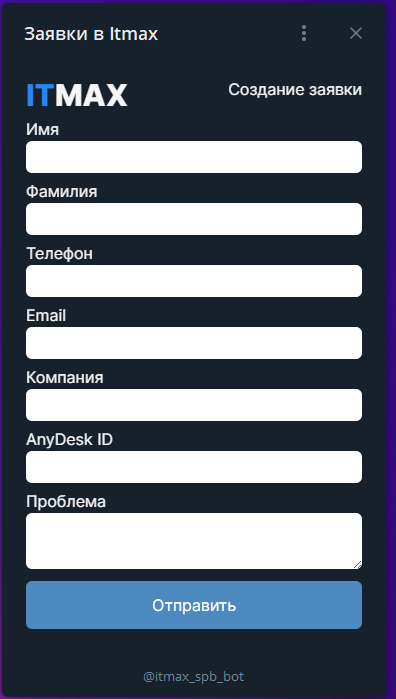 Заявки в Itmax
ITMAX
Создание заявки
Имя
Фамилия
Телефон
Email
Компания
AnyDesk ID
Проблема
Отправить
@itmax_spb_bot